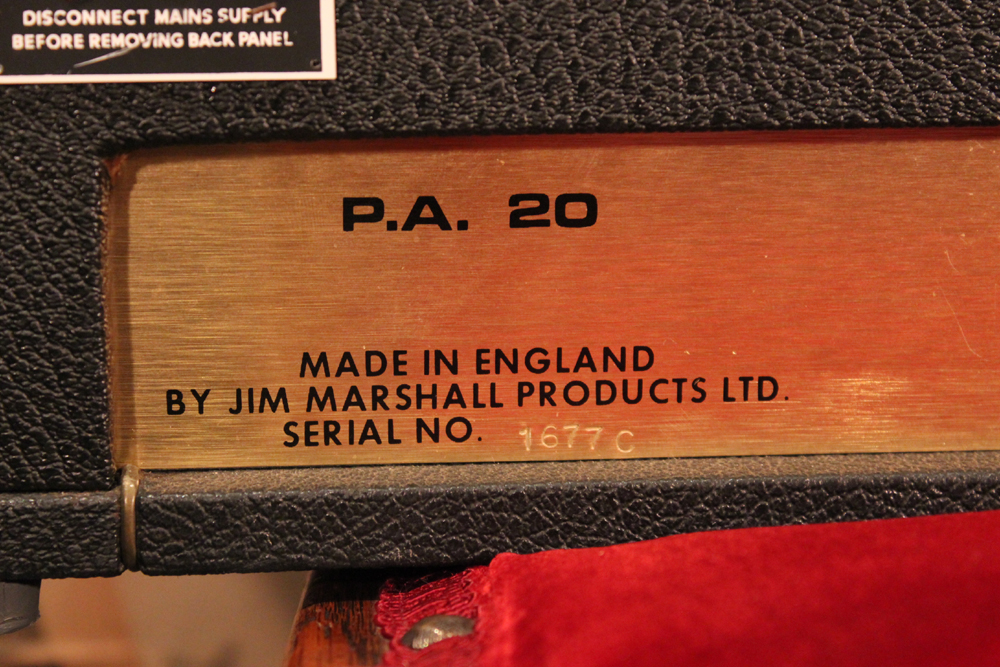 DISCONNECT MAINS SUPPLY
BEFORE REMOVING BACK PANEL
P.A. 20
MADE IN ENGLAND
BY JIM MARSHALL PRODUCTS LTD.
SERIAL NO. 1677 C